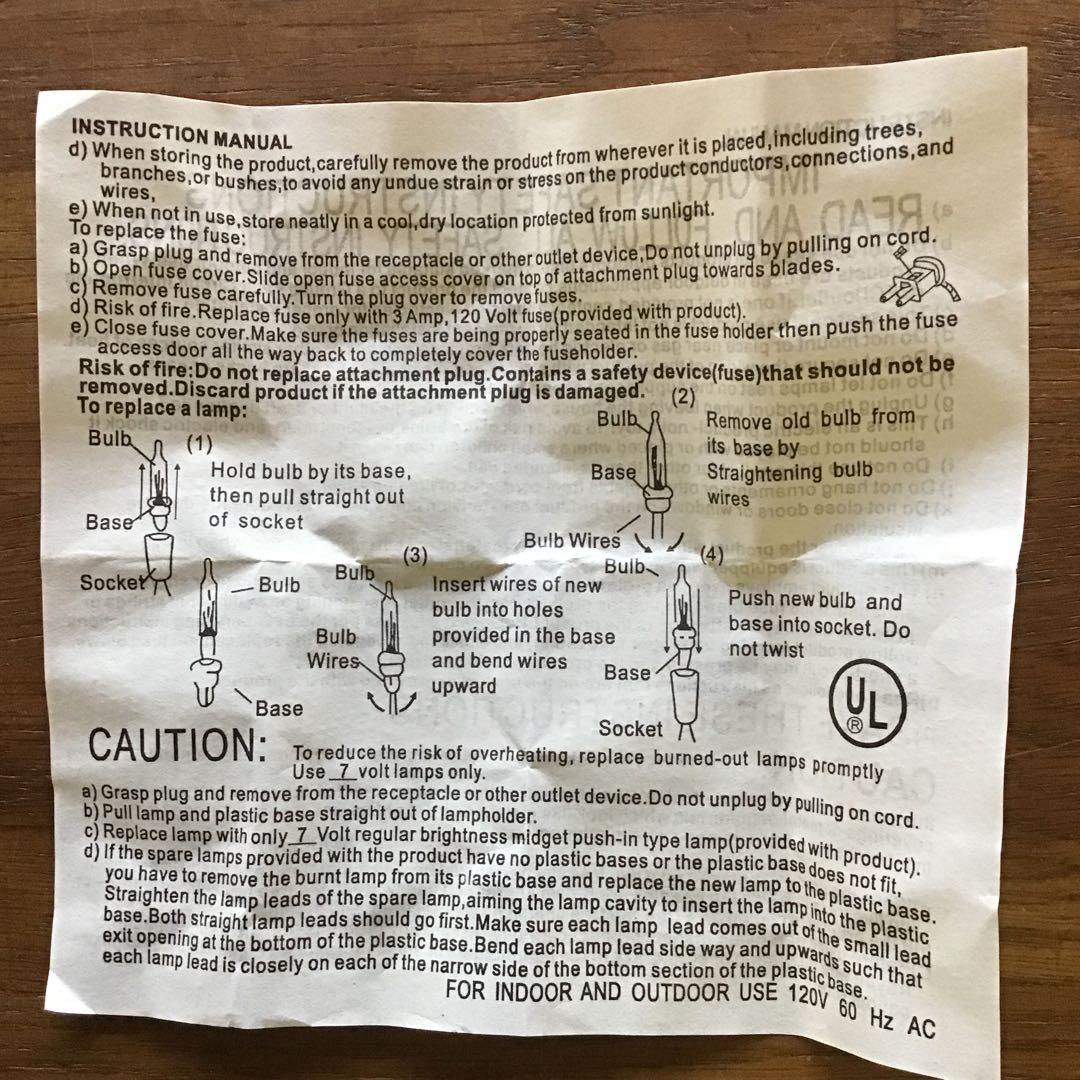 INSTRUCTION MANUAL
d) When storing the product,carefully remove the product from wherever it is placed,including trees,
branches,or bushes,to avoid any undue strain or stress on the product conductors,connections,and
wires,
e) When not in use,store neatly in a cool,dry location protected from sunlight.
To replace the fuse:
a) Grasp plug and remove from the receptacle or other outlet device,Do not unplug by pulling on cord.
b) Open fuse cover.Slide open fuse access cover on top of attachment plug towards blades.
c) Remove fuse carefully.Turn the plug over to remove fuses.
d) Risk of fire.Replace fuse only with 3 Amp,120 Volt fuse(provided with product).
e) Close fuse cover.Make sure the fuses are being properly seated in the fuse holder then push the fuse
access door all the way back to completely cover the fuseholder.
Risk of fire:Do not replace attachment plug.Contains a safety device(fuse)that should not be
removed.Discard product if the attachment plug is damaged.
To replace a lamp:
(1)
Bulb
Hold bulb by its base,
then pull straight out
of socket
Base
Socket
(2)
Bulb
Remove old bulb from
its base by
Straightening bulb
wires
Base
Bulb Wires
Bulb
Base
(3)
Bulb
Insert wires of new
bulb into holes
provided in the base
and bend wires
upward
Bulb
Wires
(4)
Bulb
Push new bulb and
base into socket. Do
not twist
Base
Socket
UL
®
CAUTION:
To reduce the risk of overheating, replace burned-out lamps promptly
Use 7 volt lamps only.
a) Grasp plug and remove from the receptacle or other outlet device.Do not unplug by pulling on cord.
b) Pull lamp and plastic base straight out of lampholder.
c) Replace lamp with only 7 Volt regular brightness midget push-in type lamp(provided with product).
d) If the spare lamps provided with the product have no plastic bases or the plastic base does not fit,
you have to remove the burnt lamp from its plastic base and replace the new lamp to the plastic base.
Straighten the lamp leads of the spare lamp,aiming the lamp cavity to insert the lamp into the plastic
base.Both straight lamp leads should go first.Make sure each lamp lead comes out of the small lead
exit opening at the bottom of the plastic base.Bend each lamp lead side way and upwards such that
each lamp lead is closely on each of the narrow side of the bottom section of the plastic base.
FOR INDOOR AND OUTDOOR USE 120V 60 Hz AC